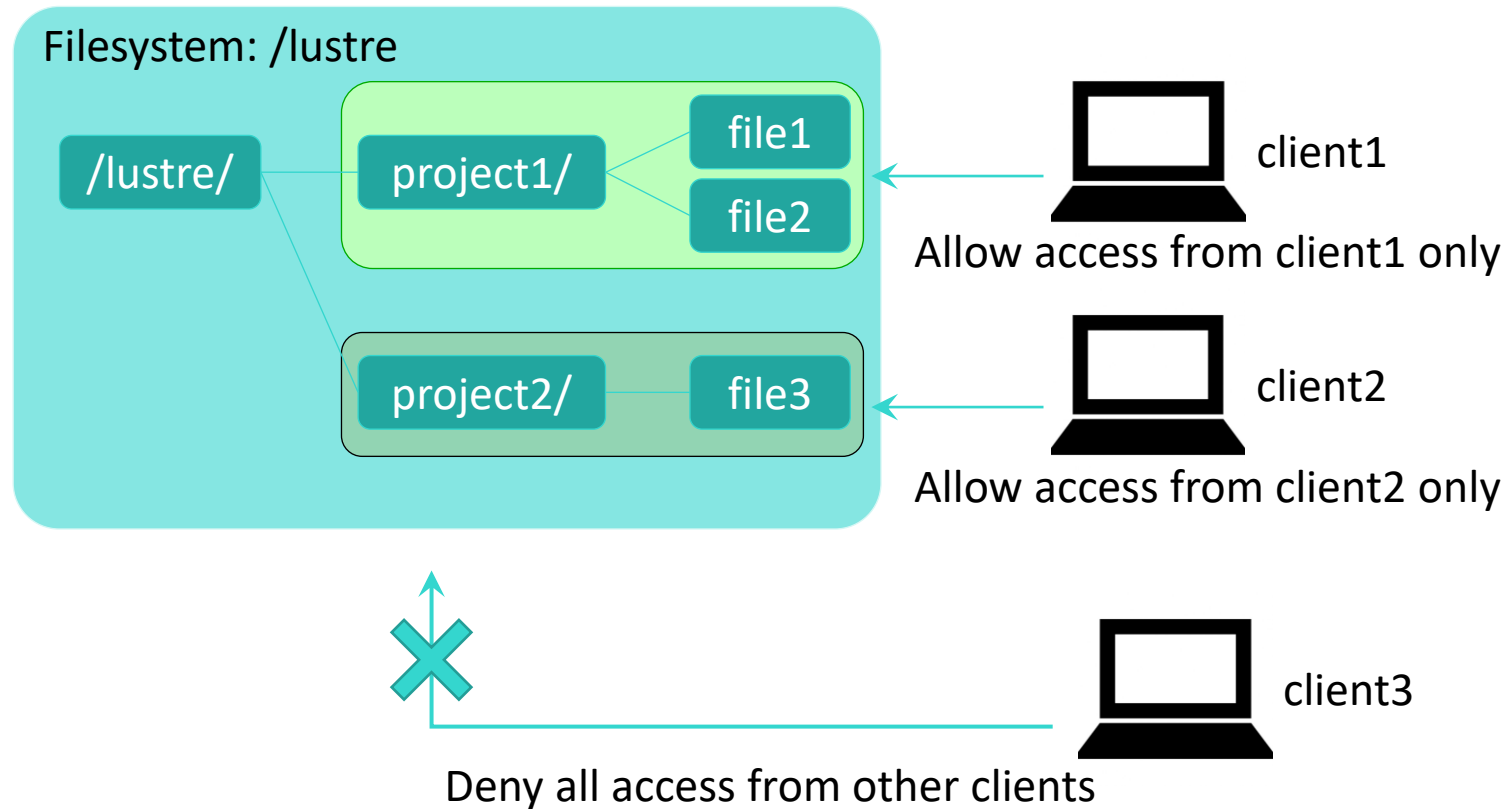 Filesystem: /lustre
/lustre/
project1/
file1
file2
client1
Allow access from client1 only
project2/
file3
client2
Allow access from client2 only
client3
Deny all access from other clients